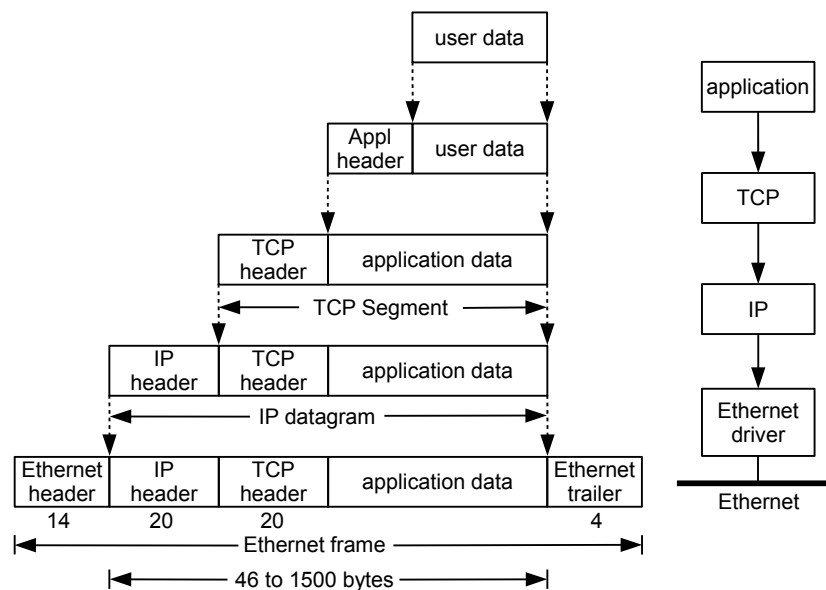 user data
Appl
header
user data
TCP
header
application data
TCP Segment
IP
header
TCP
header
application data
IP datagram
Ethernet
header
IP
header
TCP
header
application data
Ethernet
trailer
14
20
20
4
Ethernet frame
46 to 1500 bytes
application
TCP
IP
Ethernet
driver
Ethernet